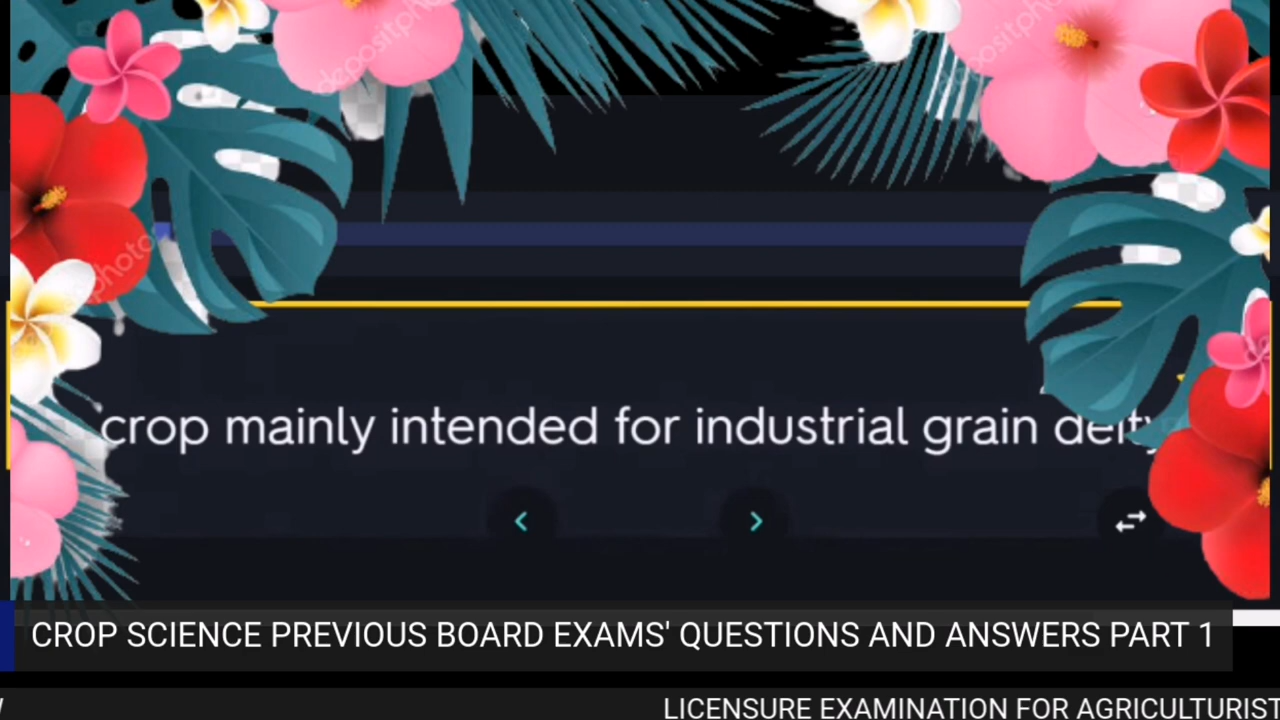 crop mainly intended for industrial grain deity
CROP SCIENCE PREVIOUS BOARD EXAMS' QUESTIONS AND ANSWERS PART 1
LICENSURE EXAMINATION FOR AGRICULTURIST